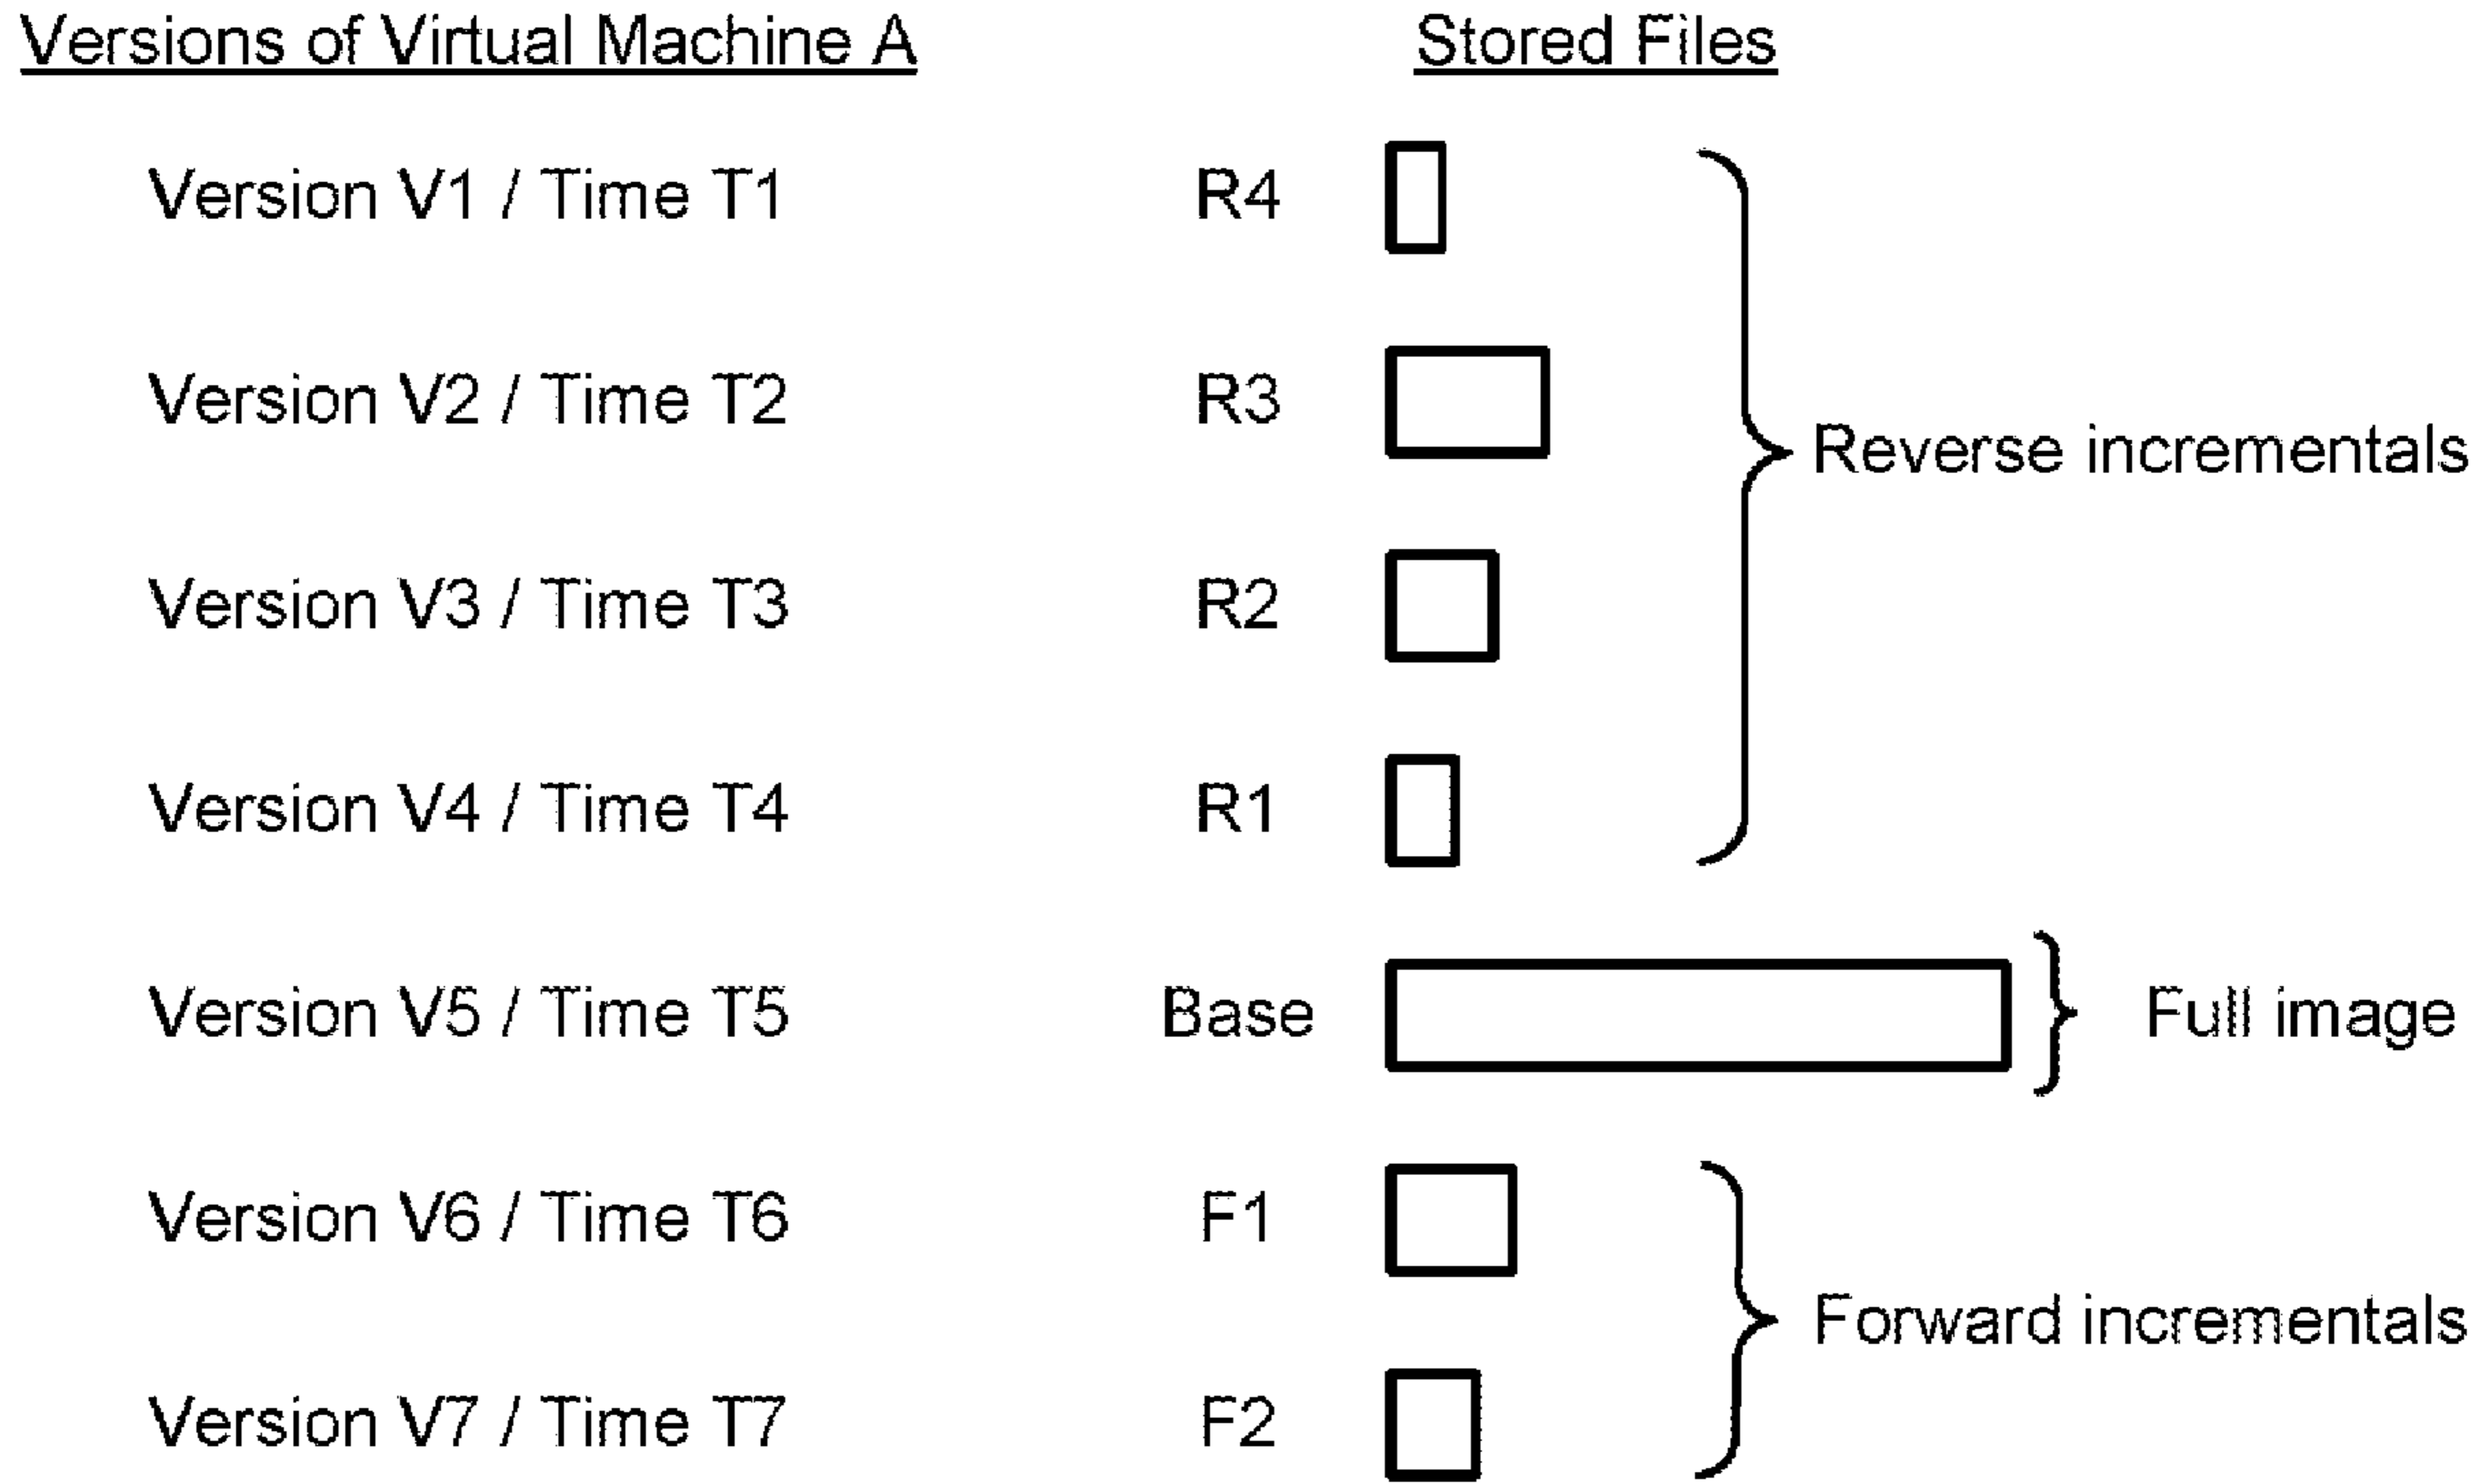 Versions of Virtual Machine A Stored Files
Version V1 / Time T1 R4
Version V2 / Time T2 R3
Reverse incrementals
Version V3 / Time T3 R2
Version V4 / Time T4 R1
Version V5 / Time T5 Base Full image
Version V6 / Time T6 F1
Forward incrementals
Version V7 / Time T7 F2